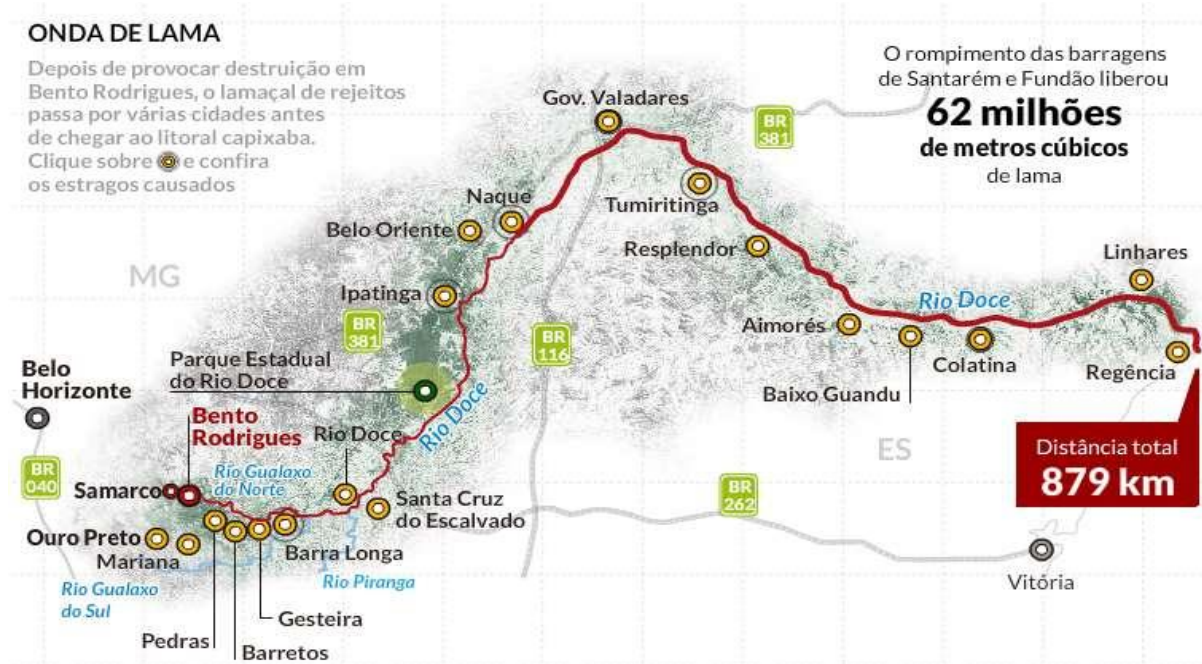 ONDA DE LAMA
Depois de provocar destruição em
Bento Rodrigues, o lamaçal de rejeitos
passa por várias cidades antes
de chegar ao litoral capixaba.
Clique sobre e confira
os estragos causados
O rompimento das barragens
de Santarém e Fundão liberou
62 milhões
de metros cúbicos
de lama
Gov. Valadares
BR
381
Naque
Tumiritinga
Belo Oriente
Resplendor
Linhares
MG
Ipatinga
Rio Doce
BR
381
BR
116
Aimorés
Colatina
Parque Estadual
do Rio Doce
Belo
Horizonte
Baixo Guandu
Regência
Rio Doce
Bento
Rodrigues
Rio Doce
ES
Distância total
879 km
BR
040
Rio Gualaxo
do Norte
Samarco
BR
262
Santa Cruz
do Escalvado
Ouro Preto
Mariana
Barra Longa
Rio Piranga
Vitória
Rio Gualaxo
do Sul
Gesteira
Pedras
Barretos